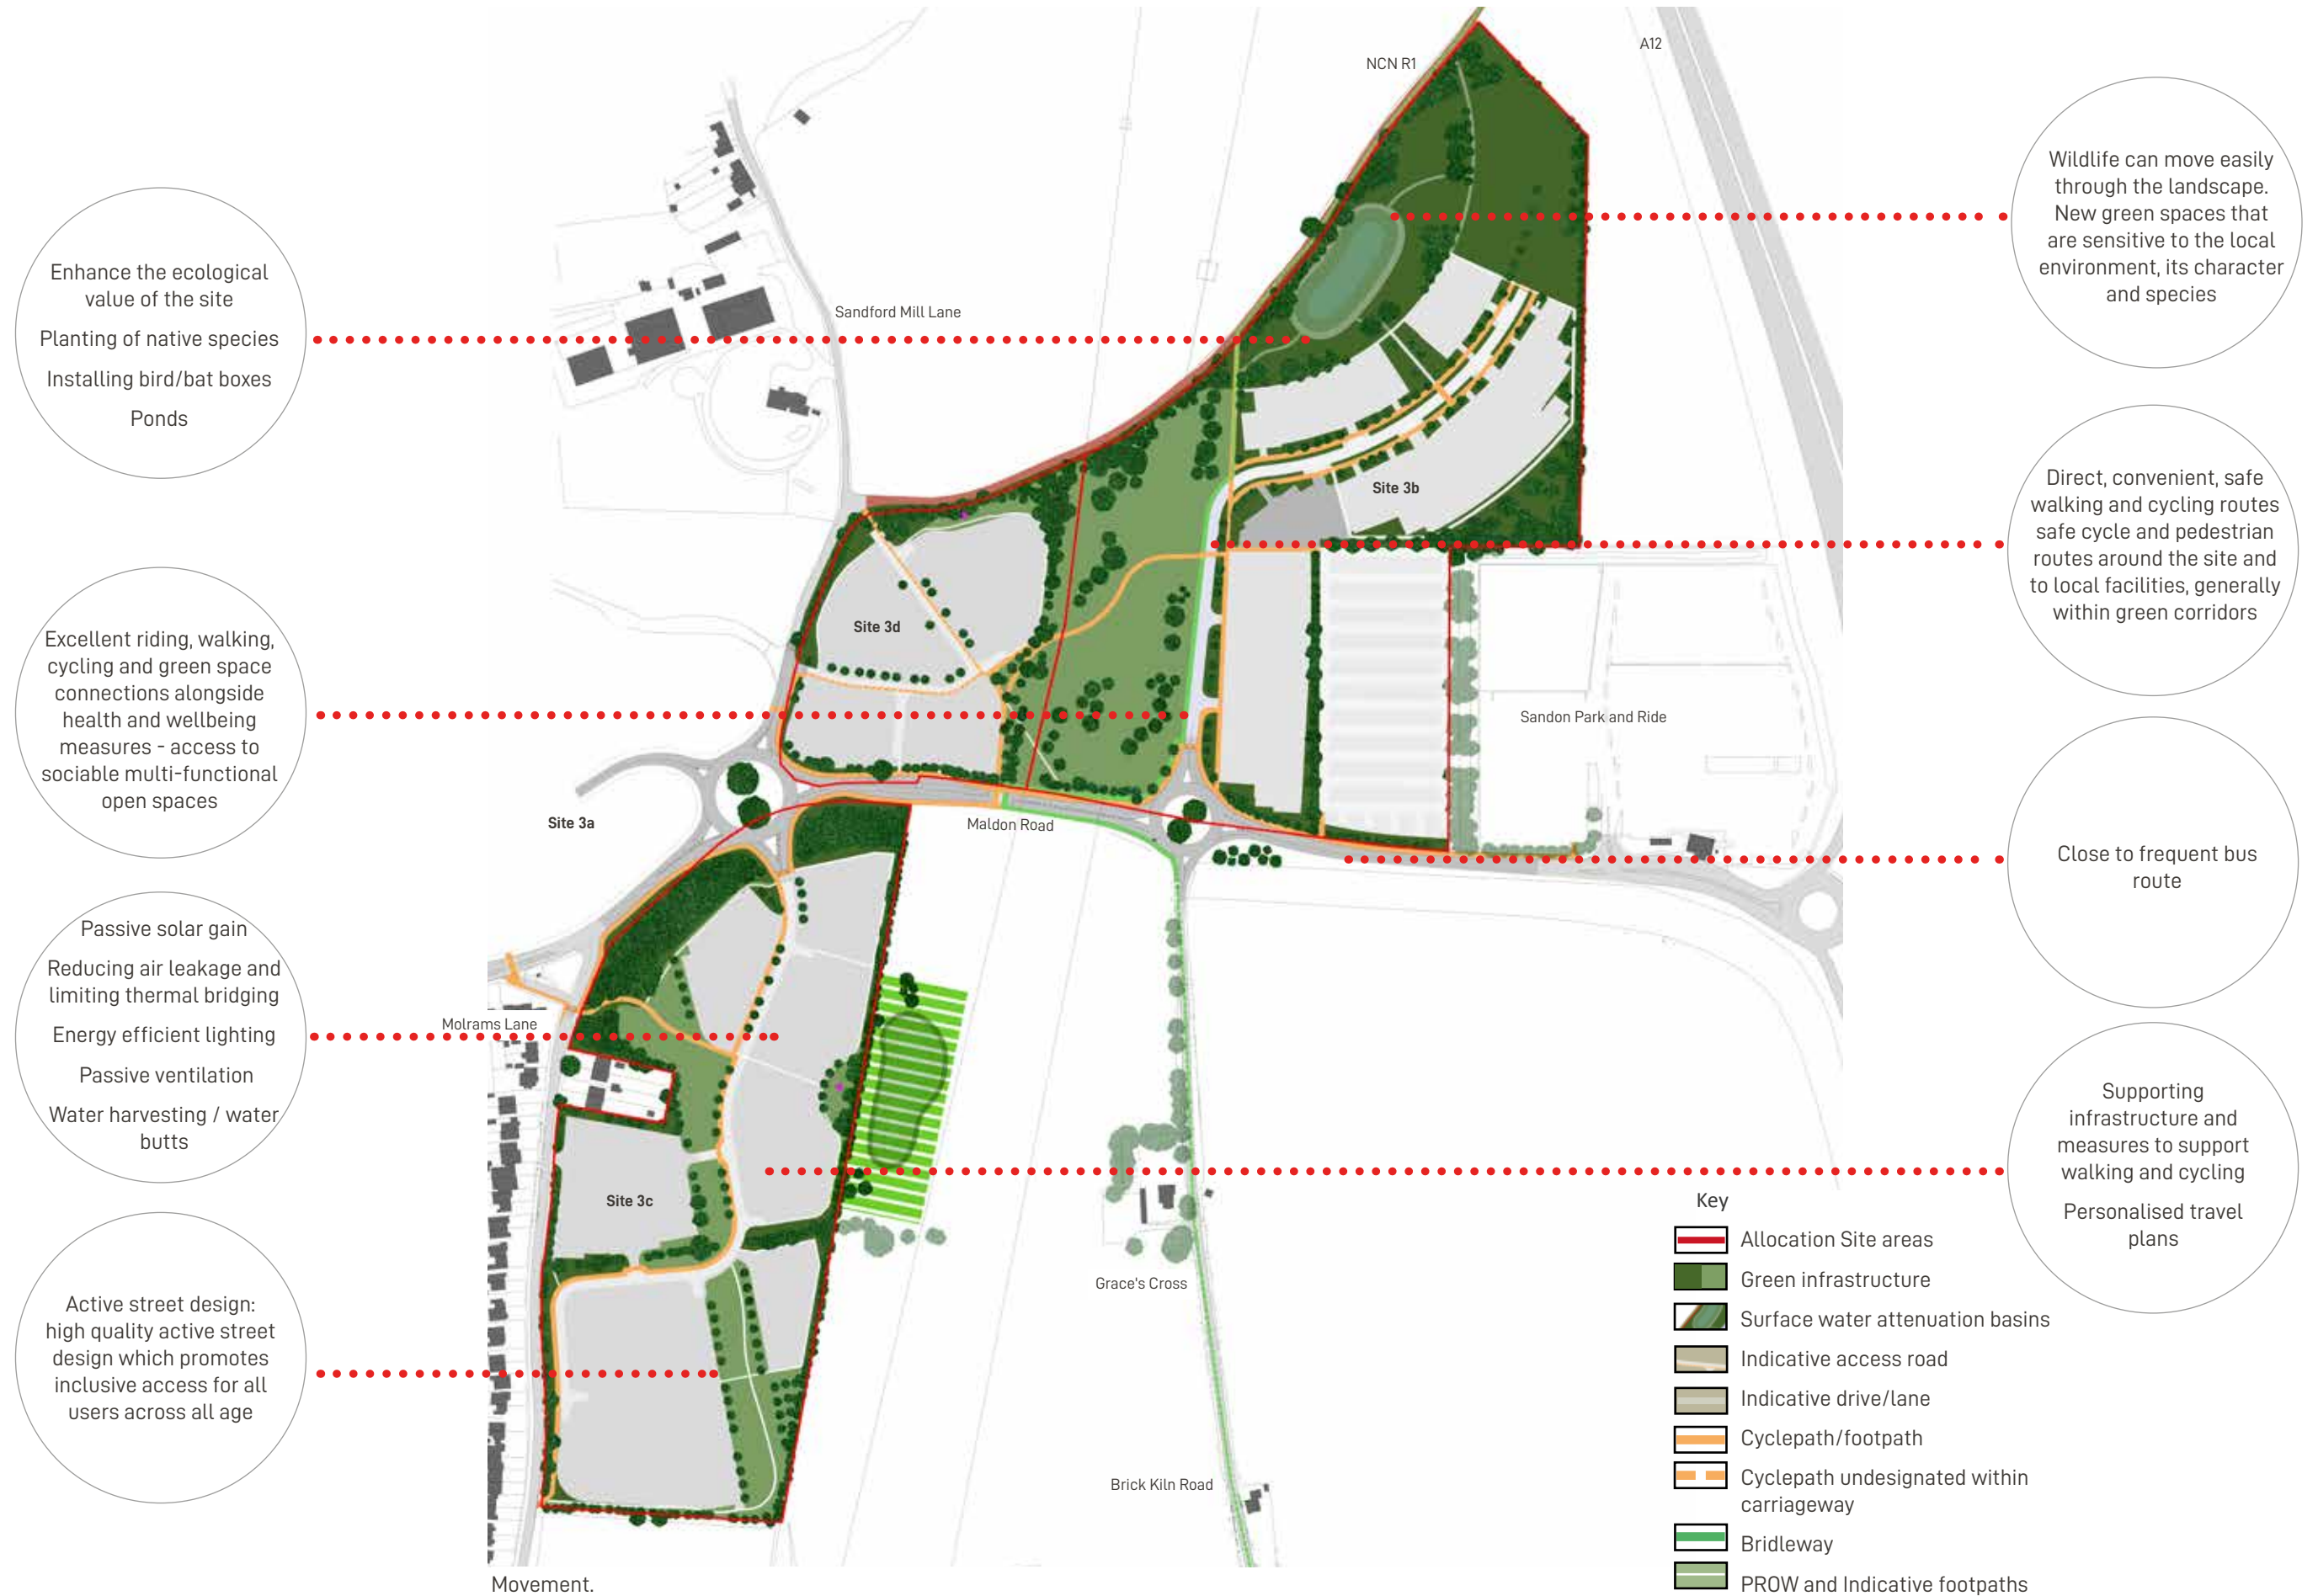 Enhance the ecological
value of the site
Planting of native species
Installing bird/bat boxes
Ponds
Excellent riding, walking,
cycling and green space
connections alongside
health and wellbeing
measures - access to
sociable multi-functional
open spaces
Passive solar gain
Reducing air leakage and
limiting thermal bridging
Energy efficient lighting
Passive ventilation
Water harvesting / water
butts
Active street design:
high quality active street
design which promotes
inclusive access for all
users across all age
NCN R1
A12
Sandford Mill Lane
Site 3b
Site 3d
Sandon Park and Ride
Site 3a
Maldon Road
Molrams Lane
Site 3c
Grace's Cross
Brick Kiln Road
Movement.
Wildlife can move easily
through the landscape.
New green spaces that
are sensitive to the local
environment, its character
and species
Direct, convenient, safe
walking and cycling routes
safe cycle and pedestrian
routes around the site and
to local facilities, generally
within green corridors
Close to frequent bus
route
Supporting
infrastructure and
measures to support
walking and cycling
Personalised travel
plans
Key
Allocation Site areas
Green infrastructure
Surface water attenuation basins
Indicative access road
Indicative drive/lane
Cyclepath/footpath
Cyclepath undesignated within
carriageway
Bridleway
PROW and Indicative footpaths